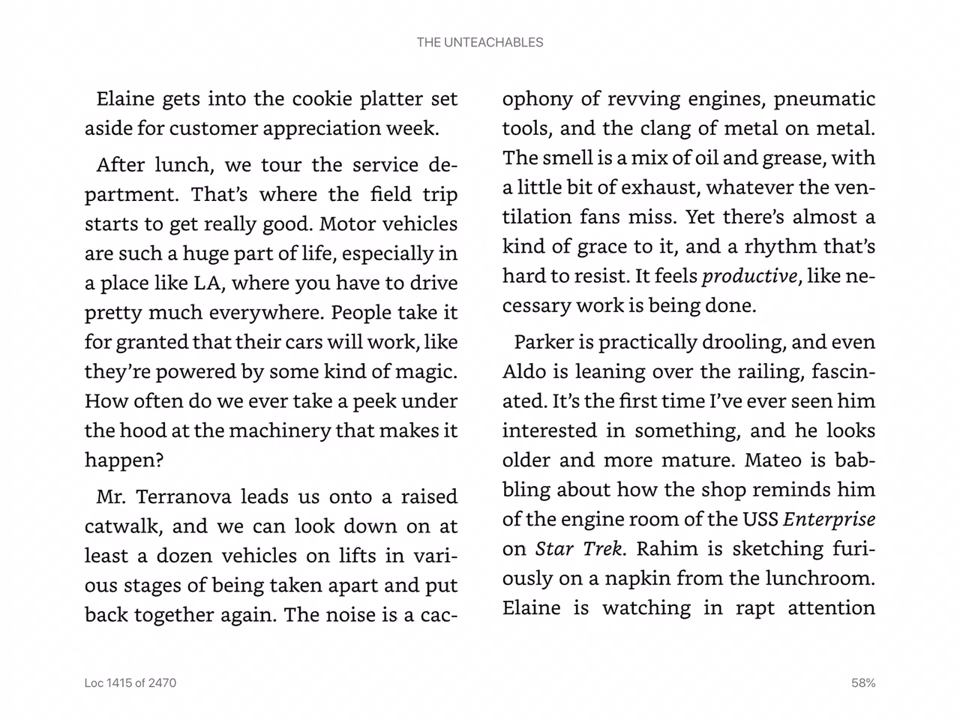 THE UNTEACHABLES
Elaine gets into the cookie platter set
aside for customer appreciation week.
After lunch, we tour the service de-
partment. That’s where the field trip
starts to get really good. Motor vehicles
are such a huge part of life, especially in
a place like LA, where you have to drive
pretty much everywhere. People take it
for granted that their cars will work, like
they’re powered by some kind of magic.
How often do we ever take a peek under
the hood at the machinery that makes it
happen?
Mr. Terranova leads us onto a raised
catwalk, and we can look down on at
least a dozen vehicles on lifts in vari-
ous stages of being taken apart and put
back together again. The noise is a cac-
ophony of revving engines, pneumatic
tools, and the clang of metal on metal.
The smell is a mix of oil and grease, with
a little bit of exhaust, whatever the ven-
tilation fans miss. Yet there’s almost a
kind of grace to it, and a rhythm that’s
hard to resist. It feels productive, like ne-
cessary work is being done.
Parker is practically drooling, and even
Aldo is leaning over the railing, fascin-
ated. It’s the first time I’ve ever seen him
interested in something, and he looks
older and more mature. Mateo is bab-
bling about how the shop reminds him
of the engine room of the USS Enterprise
on Star Trek. Rahim is sketching furi-
ously on a napkin from the lunchroom.
Elaine is watching in rapt attention
Loc 1415 of 2470
58%